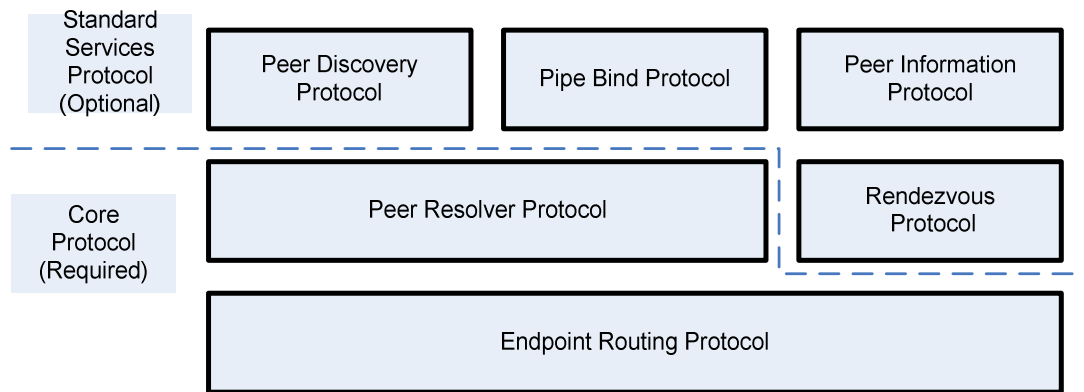 Standard
Services
Protocol
(Optional)
Peer Discovery
Protocol
Pipe Bind Protocol
Peer Information
Protocol
Core
Protocol
(Required)
Peer Resolver Protocol
Rendezvous
Protocol
Endpoint Routing Protocol